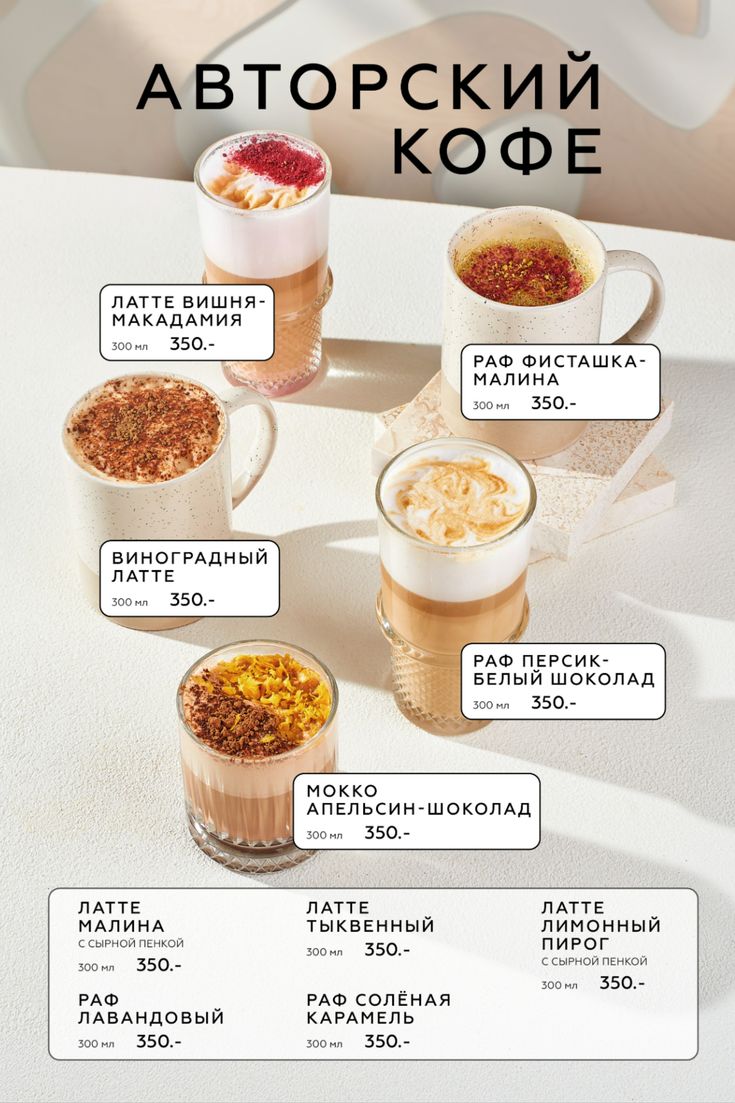 АВТОРСКИЙ
КОФЕ
ЛАТТЕ ВИШНЯ-
МАКАДАМИЯ
300 мл 350.-
РАФ ФИСТАШКА-
МАЛИНА
300 мл 350.-
ВИНОГРАДНЫЙ
ЛАТТЕ
300 мл 350.-
РАФ ПЕРСИК-
БЕЛЫЙ ШОКОЛАД
300 мл 350.-
МОККО
АПЕЛЬСИН-ШОКОЛАД
300 мл 350.-
ЛАТТЕ
МАЛИНА
С СЫРНОЙ ПЕНКОЙ
300 мл 350.-
ЛАТТЕ
ТЫКВЕННЫЙ
300 мл 350.-
ЛАТТЕ
ЛИМОННЫЙ
ПИРОГ
С СЫРНОЙ ПЕНКОЙ
300 мл 350.-
РАФ
ЛАВАНДОВЫЙ
300 мл 350.-
РАФ СОЛЁНАЯ
КАРАМЕЛЬ
300 мл 350.-